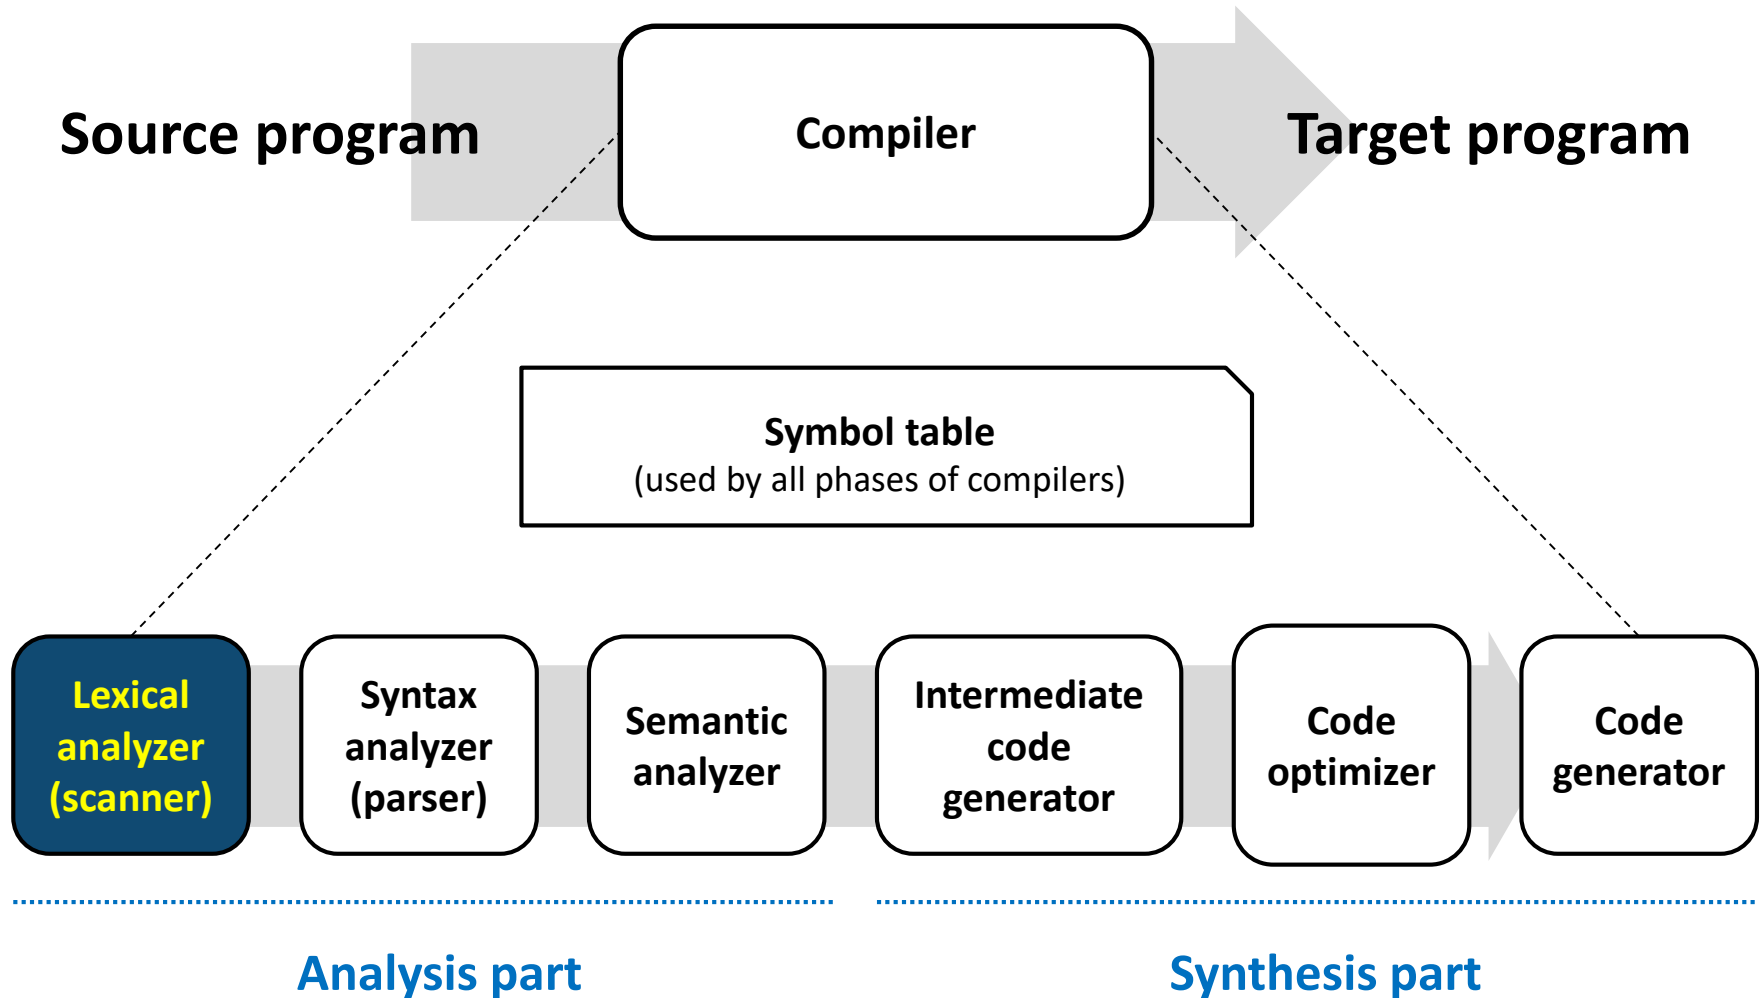 Source program
Compiler
Target program
Symbol table
(used by all phases of compilers)
Lexical
analyzer
(scanner)
Syntax
analyzer
(parser)
Semantic
analyzer
Intermediate
code
generator
Code
optimizer
Code
generator
Analysis part
Synthesis part